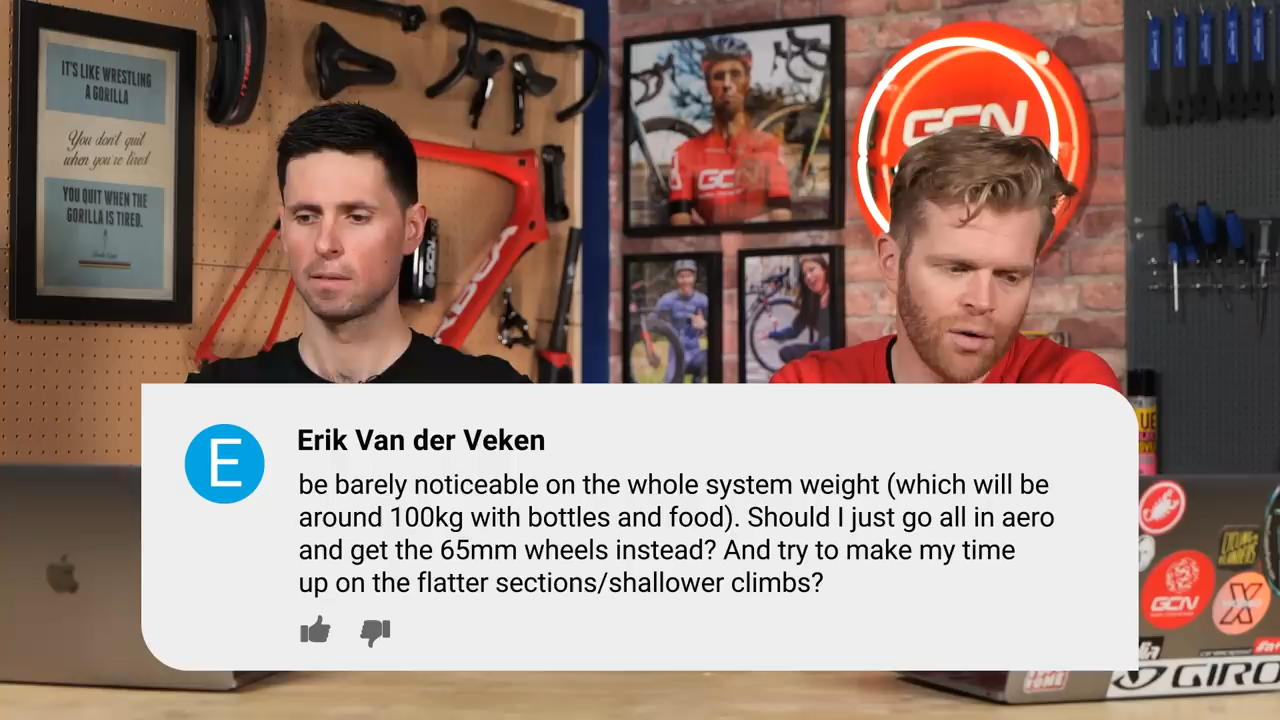 IT'S LIKE WRESTLING
A GORILLA
You don't quit
when you're tired
YOU QUIT WHEN THE
GORILLA IS TIRED.
GCN
GCN
GCN
Erik Van der Veken
E
be barely noticeable on the whole system weight (which will be
around 100kg with bottles and food). Should I just go all in aero
and get the 65mm wheels instead? And try to make my time
up on the flatter sections/shallower climbs?
GCN
X
GIRO